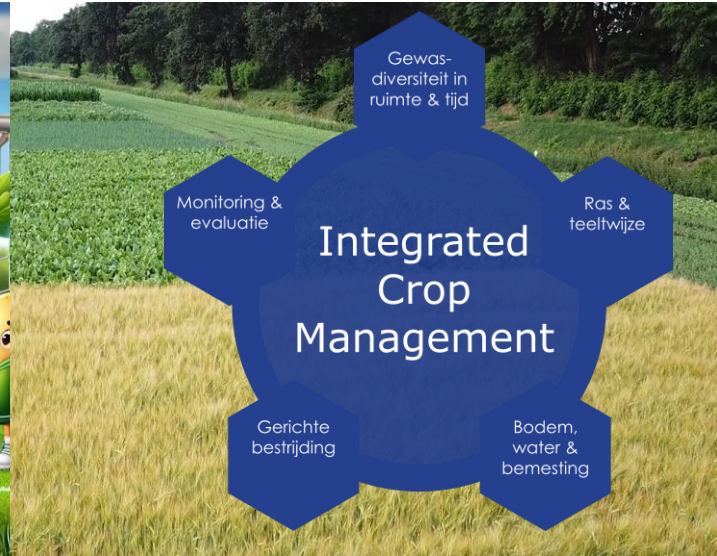 Gewas-
diversiteit in
ruimte & tijd
Monitoring &
evaluatie
Ras &
teeltwijze
Integrated
Crop
Management
Gerichte
bestrijding
Bodem,
water &
bemesting